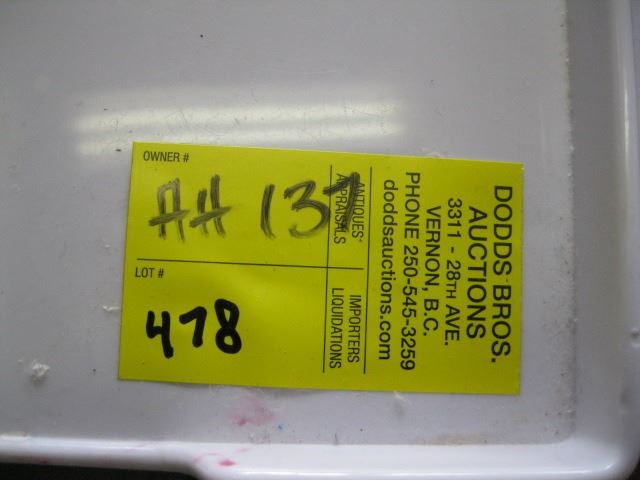 OWNER #
AH 137
LOT #
478
ANTIQUES
APPRAISALS
IMPORTERS
LIQUIDATIONS
DODDS BROS.
AUCTIONS
3311 - 28TH AVE.
VERNON, B.C.
PHONE 250-545-3259
doddsauctions.com